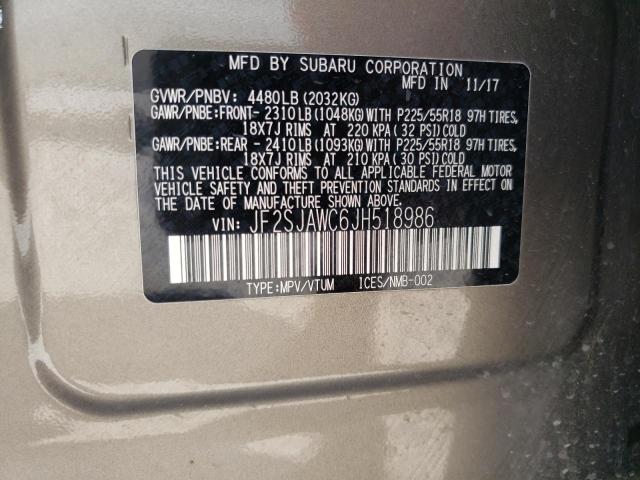 MFD BY SUBARU CORPORATION
MFD IN 11/17
GVWR/PNBV: 4480LB(2032KG)
GAWR/PNBE:FRONT- 2310LB(1048KG)WITH P225/55R18 97H TIRES,
18X7J RIMS AT 220 KPA(32 PSI)COLD
GAWR/PNBE:REAR - 2410LB(1093KG)WITH P225/55R18 97H TIRES,
18X7J RIMS AT 210 KPA(30 PSI)COLD
THIS VEHICLE CONFORMS TO ALL APPLICABLE FEDERAL MOTOR
VEHICLE SAFETY AND THEFT PREVENTION STANDARDS IN EFFECT ON
THE DATE OF MANUFACTURE SHOWN ABOVE.
VIN: JF2SJAWC6JH518986
TYPE:MPV/VTUM ICES/NMB-002